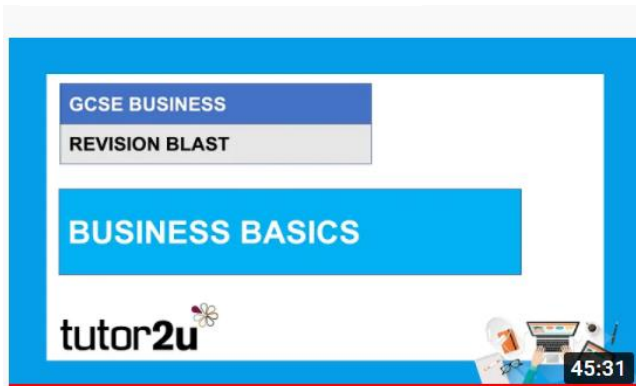 GCSE BUSINESS
REVISION BLAST
BUSINESS BASICS
tutor2u
45:31